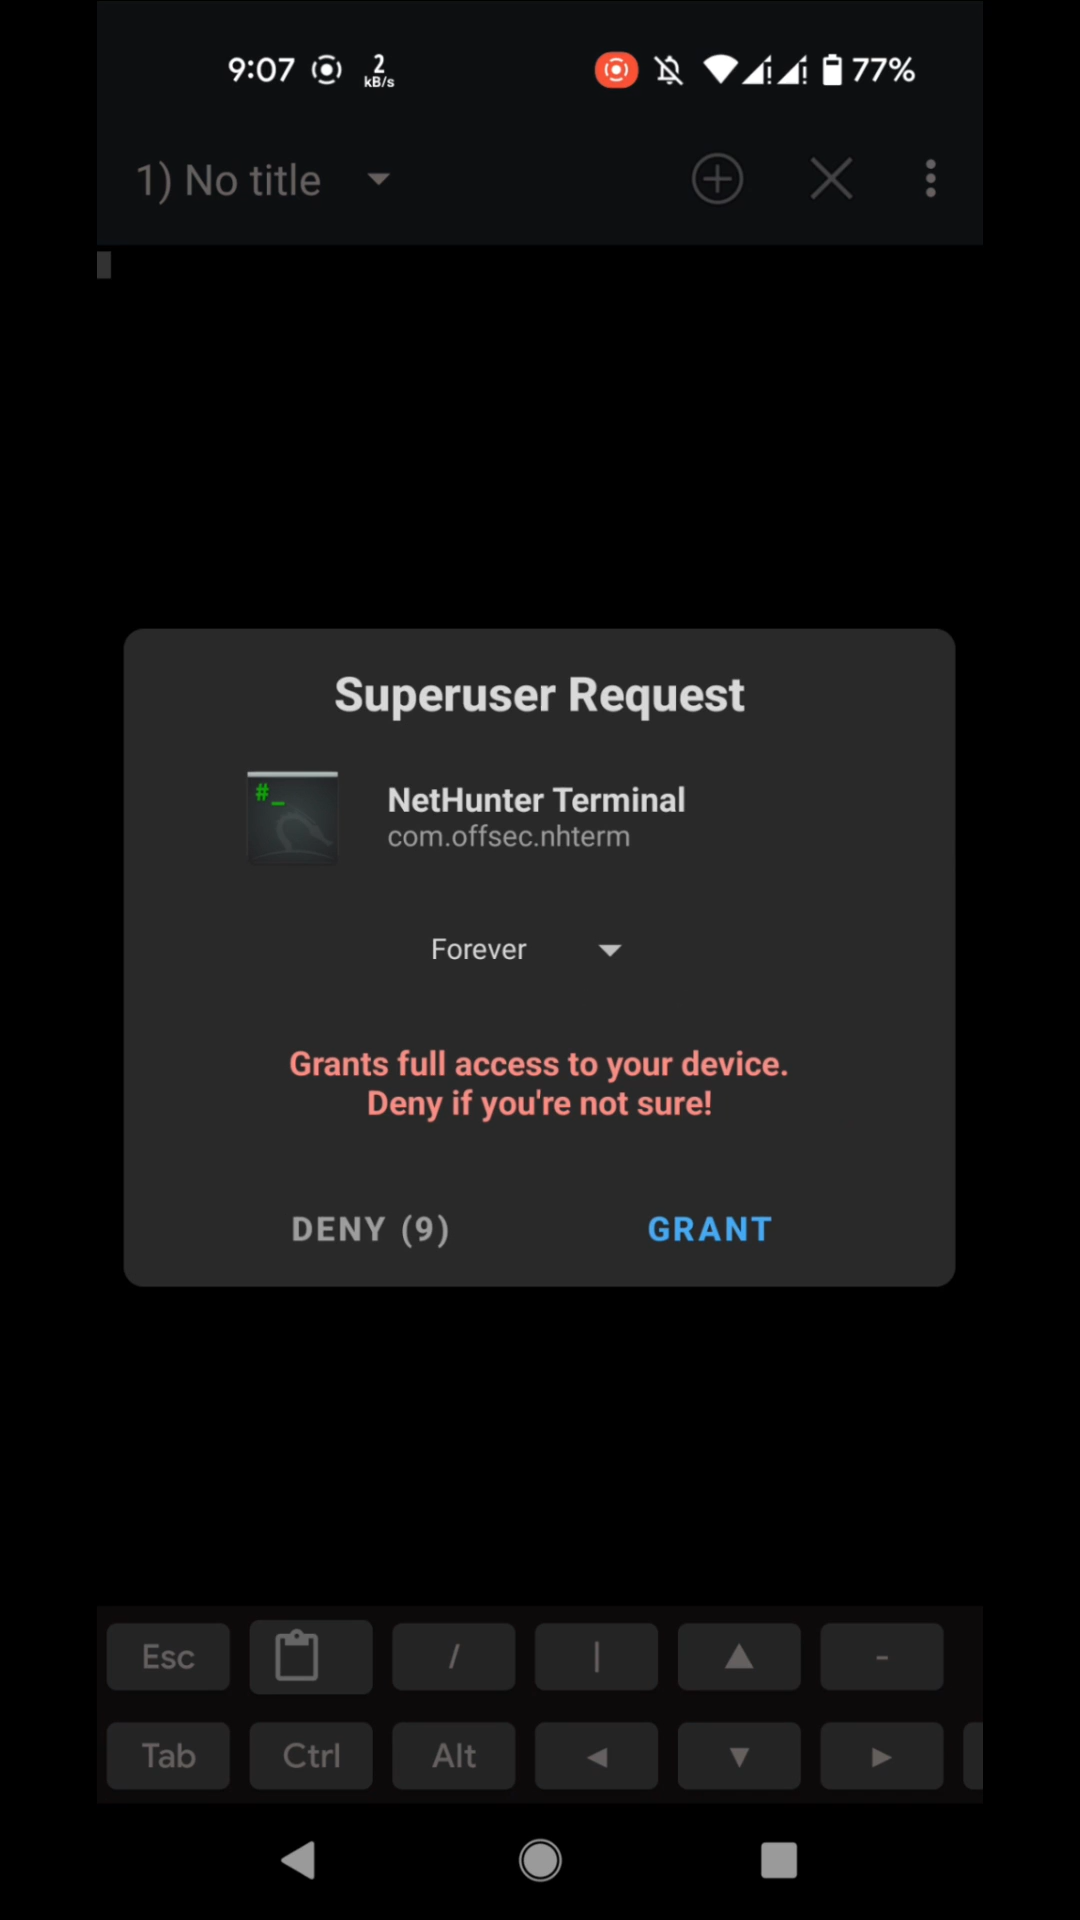 9:07 2 kB/s 77%
1) No title
Superuser Request
#_
NetHunter Terminal
com.offsec.nhterm
Forever
Grants full access to your device.
Deny if you're not sure!
DENY (9) GRANT
Esc / | ▲ -
Tab Ctrl Alt ◀ ▼ ▶